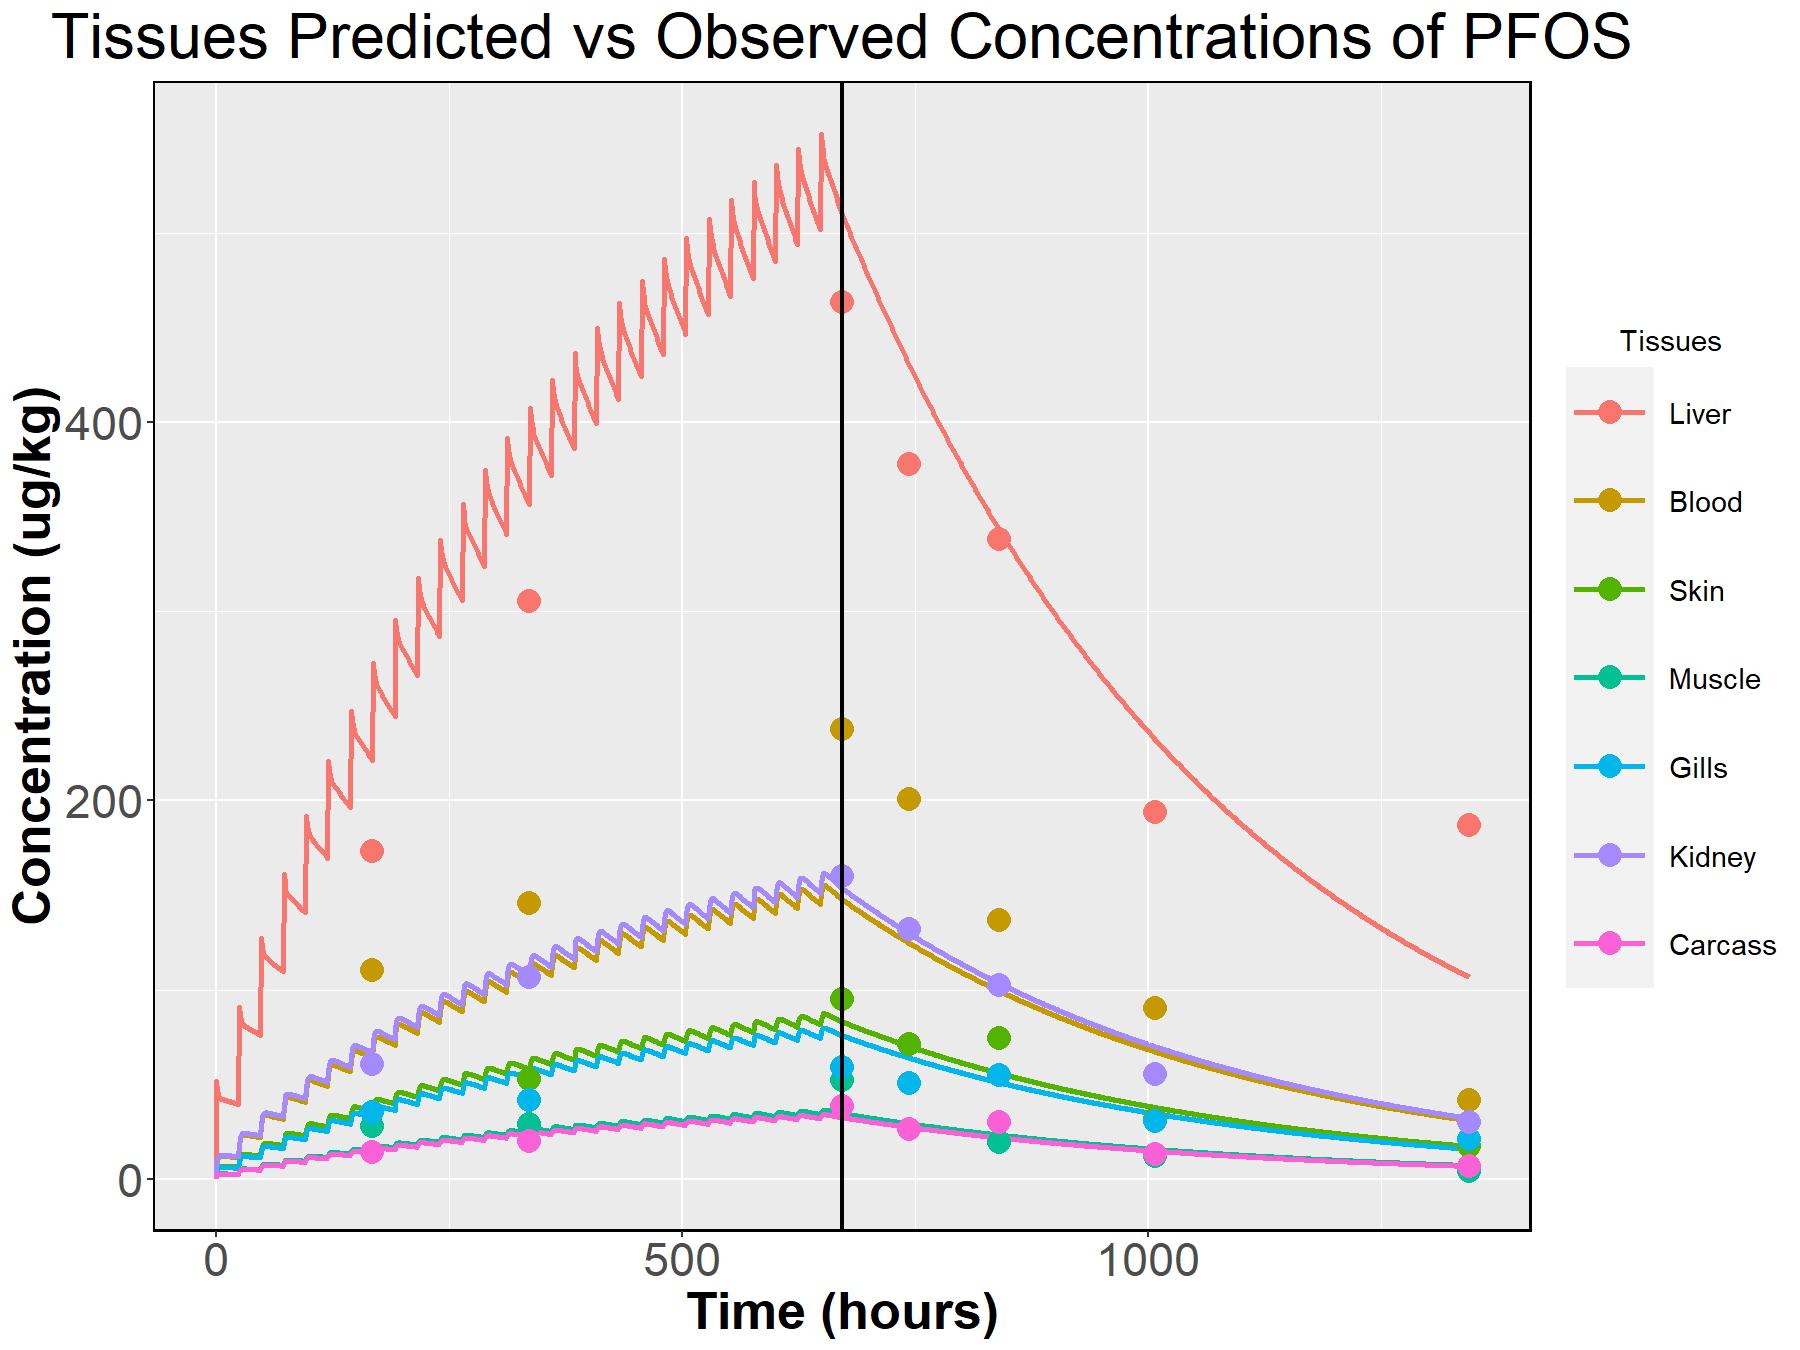 Tissues Predicted vs Observed Concentrations of PFOS
Concentration (ug/kg)
400
200
0
0
500
1000
Time (hours)
Tissues
Liver
Blood
Skin
Muscle
Gills
Kidney
Carcass